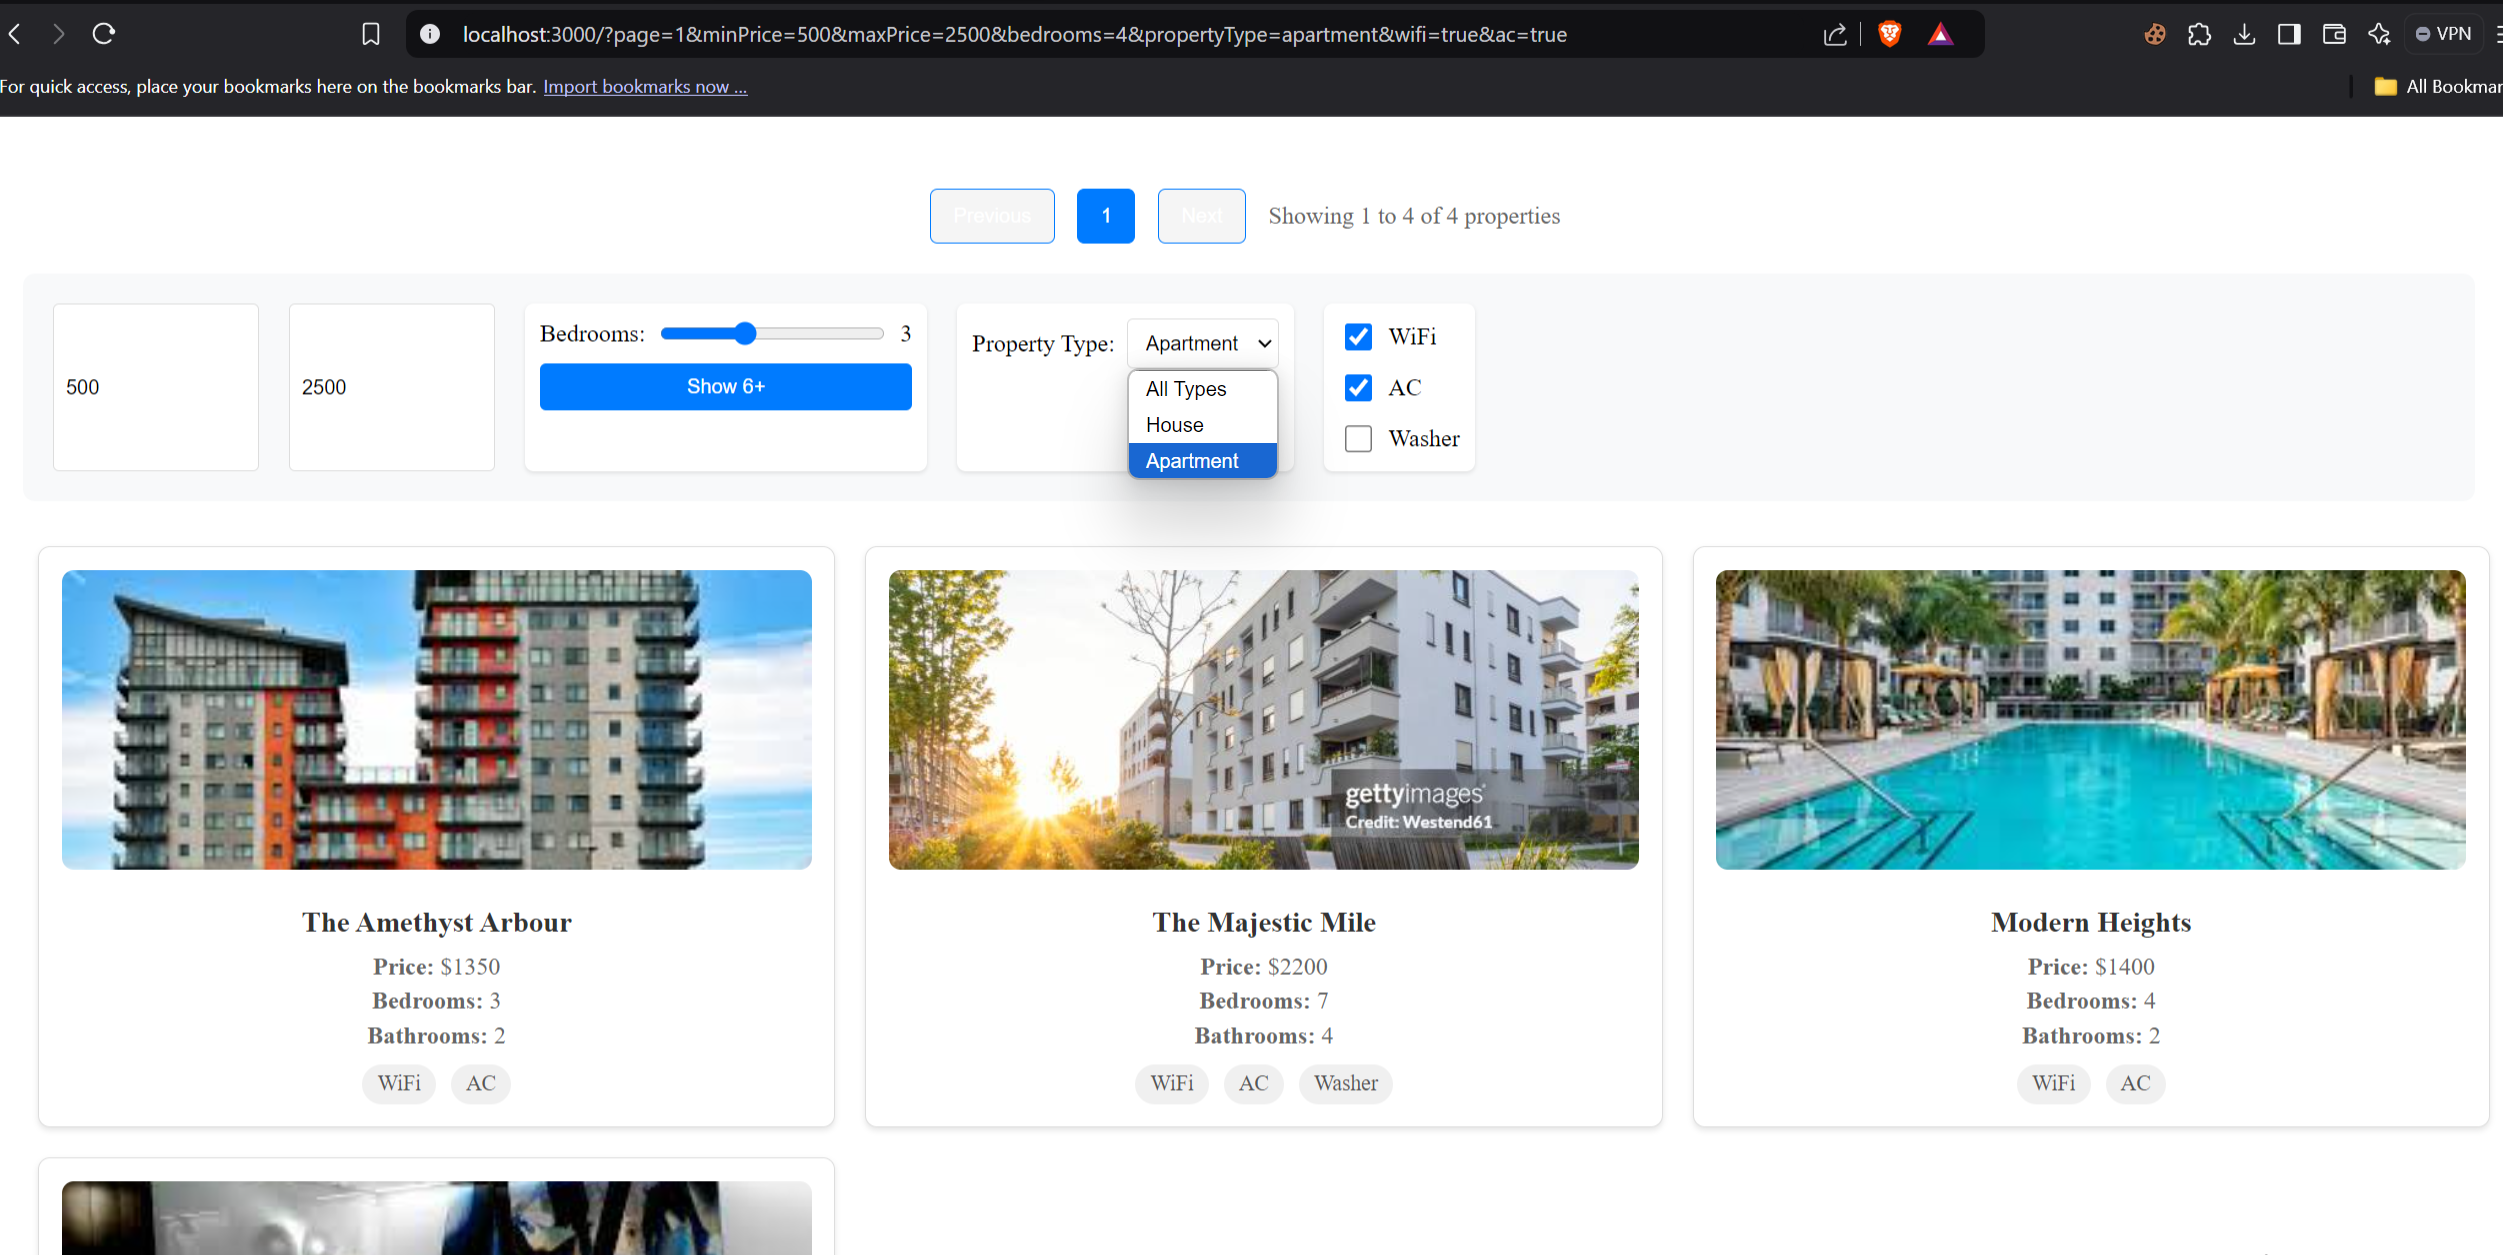 localhost:3000/?page=1&minPrice=500&maxPrice=2500&bedrooms=4&propertyType=apartment&wifi=true&ac=true
VPN
For quick access, place your bookmarks here on the bookmarks bar. Import bookmarks now ...
All Bookmar
Previous 1 Next Showing 1 to 4 of 4 properties
500
2500
Bedrooms: 3
Show 6+
Property Type: Apartment
All Types
House
Apartment
WiFi
AC
Washer
gettyimages
Credit: Westend61
The Amethyst Arbour
Price: $1350
Bedrooms: 3
Bathrooms: 2
WiFi AC
The Majestic Mile
Price: $2200
Bedrooms: 7
Bathrooms: 4
WiFi AC Washer
Modern Heights
Price: $1400
Bedrooms: 4
Bathrooms: 2
WiFi AC